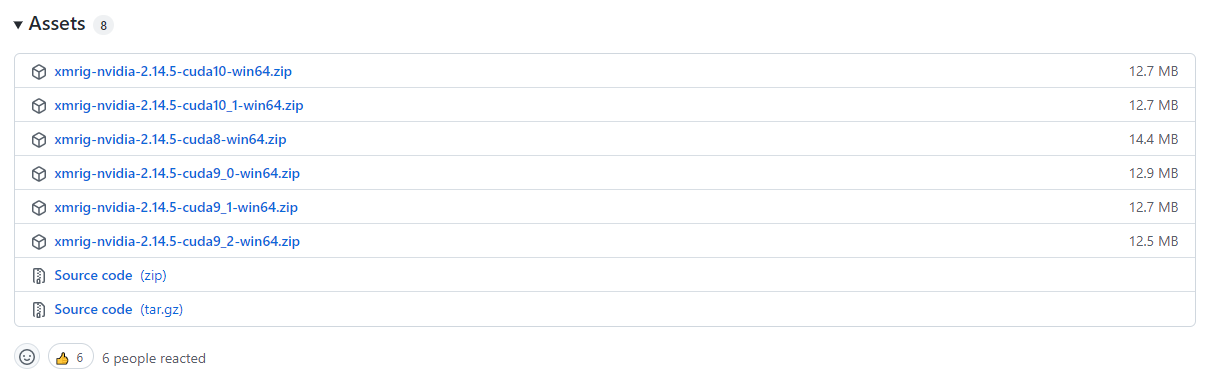 Assets 8
xmrig-nvidia-2.14.5-cuda10-win64.zip 12.7 MB
xmrig-nvidia-2.14.5-cuda10_1-win64.zip 12.7 MB
xmrig-nvidia-2.14.5-cuda8-win64.zip 14.4 MB
xmrig-nvidia-2.14.5-cuda9_0-win64.zip 12.9 MB
xmrig-nvidia-2.14.5-cuda9_1-win64.zip 12.7 MB
xmrig-nvidia-2.14.5-cuda9_2-win64.zip 12.5 MB
Source code (zip)
Source code (tar.gz)
6 6 people reacted